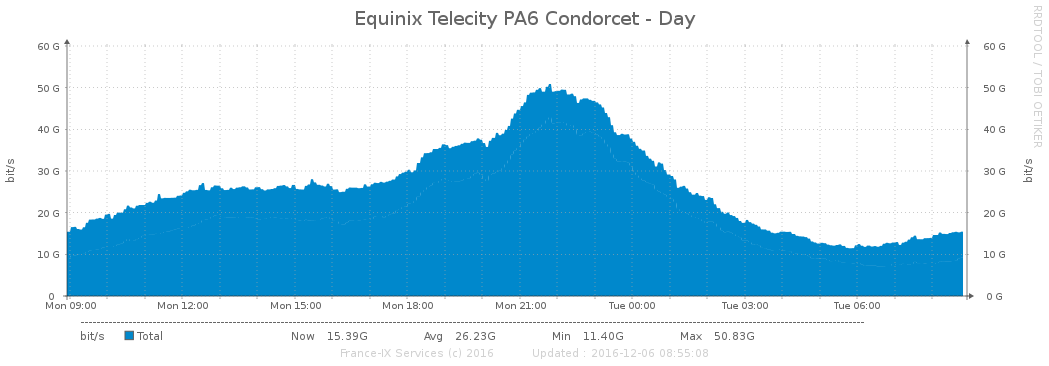 Equinix Telecity PA6 Condorcet - Day
RRDTOOL / TOBI OETIKER
60 G 60 G
50 G 50 G
40 G 40 G
30 G 30 G
20 G 20 G
10 G 10 G
0 0 G
bit/s
bit/s
Mon 09:00 Mon 12:00 Mon 15:00 Mon 18:00 Mon 21:00 Tue 00:00 Tue 03:00 Tue 06:00
bit/s Total Now 15.39G Avg 26.23G Min 11.40G Max 50.83G
France-IX Services (c) 2016 Updated : 2016-12-06 08:55:08